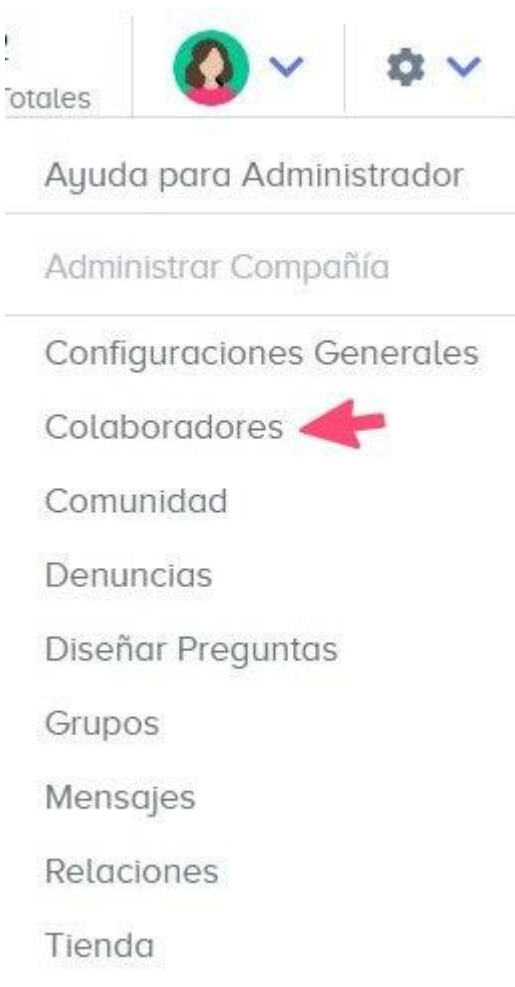 Totales
Ayuda para Administrador
Administrar Compañía
Configuraciones Generales
Colaboradores
Comunidad
Denuncias
Diseñar Preguntas
Grupos
Mensajes
Relaciones
Tienda